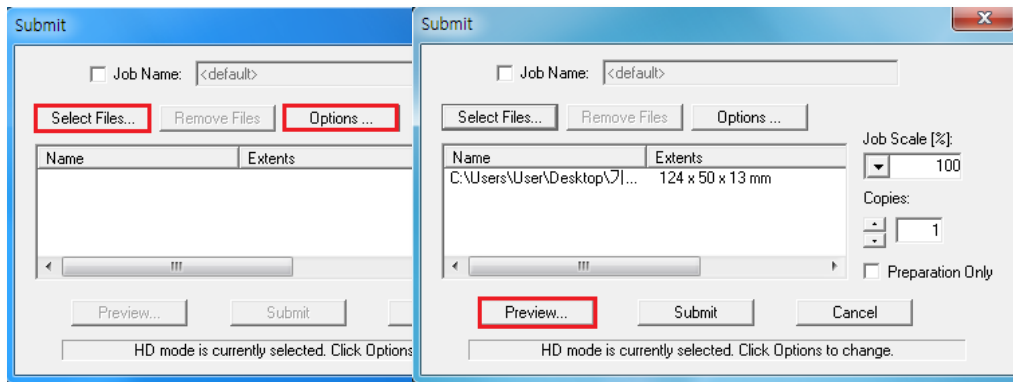 Submit
Job Name: <default>
Select Files... Remove Files Options ...
Name Extents
Preview... Submit
HD mode is currently selected. Click Options
Submit
Job Name: <default>
Select Files... Remove Files Options ...
Job Scale [%]:
100
Name Extents
C:\Users\User\Desktop\기... 124 x 50 x 13 mm
Copies:
1
Preparation Only
Preview... Submit Cancel
HD mode is currently selected. Click Options to change.